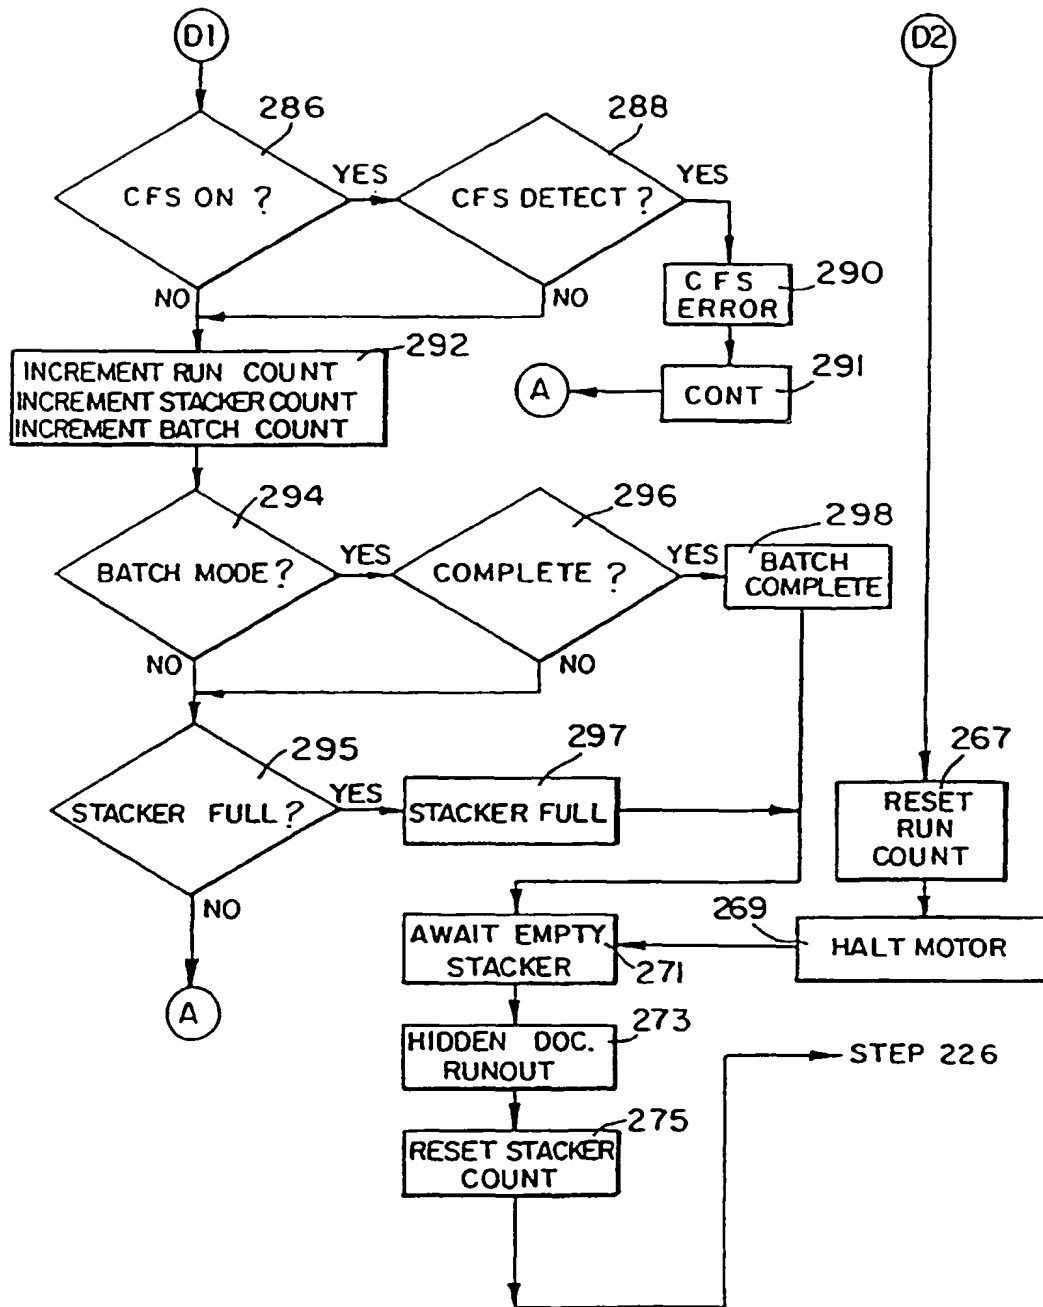 D1
D2
286
288
CFS ON ?
YES
CFS DETECT ?
YES
NO
NO
CFS
ERROR
290
292
INCREMENT RUN COUNT
INCREMENT STACKER COUNT
INCREMENT BATCH COUNT
A
CONT
291
294
296
298
BATCH MODE?
YES
COMPLETE ?
YES
BATCH
COMPLETE
NO
NO
295
297
267
STACKER FULL?
YES
STACKER FULL
RESET
RUN
COUNT
NO
269
AWAIT EMPTY
STACKER
271
HALT MOTOR
A
273
HIDDEN DOC.
RUNOUT
STEP 226
275
RESET STACKER
COUNT